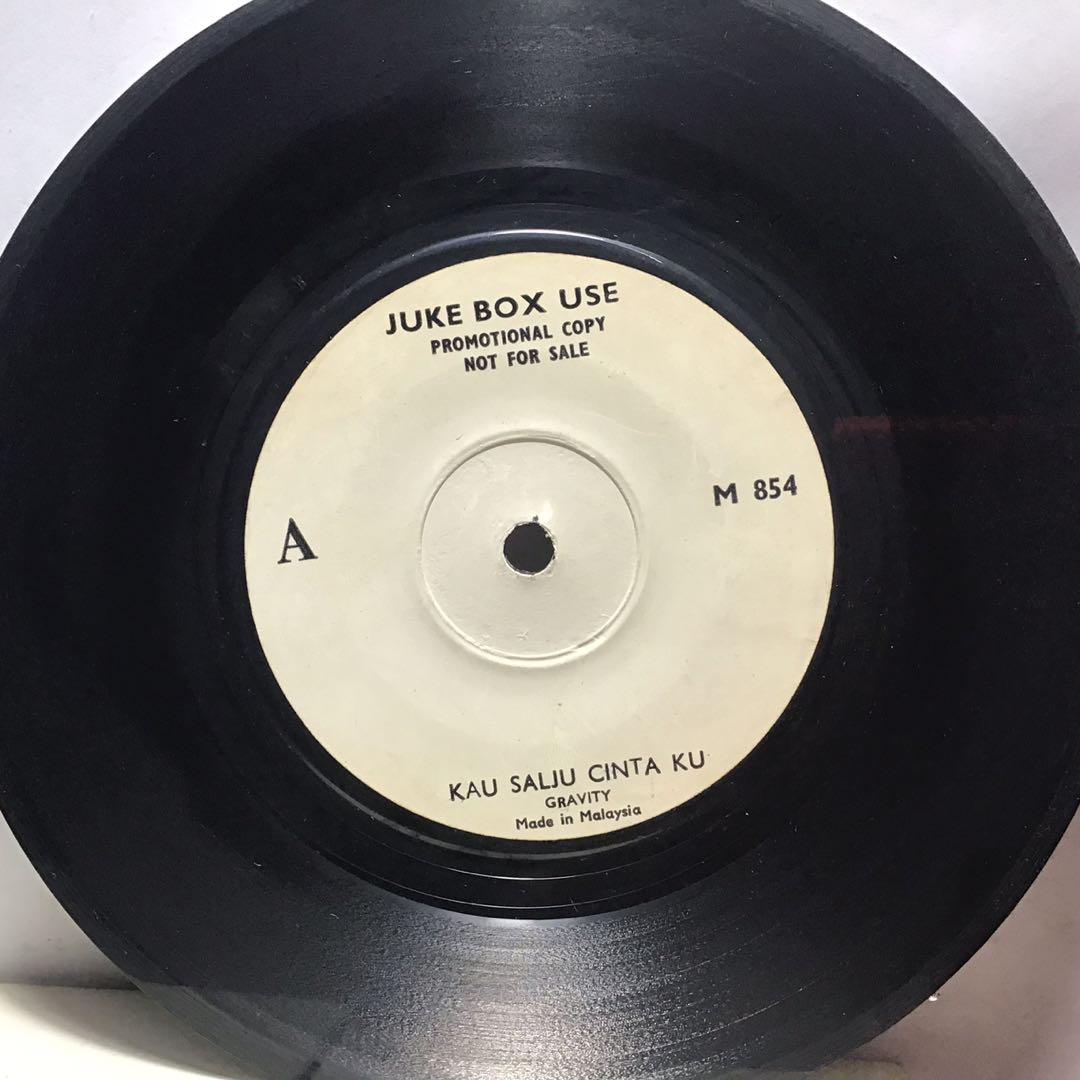 JUKE BOX USE
PROMOTIONAL COPY
NOT FOR SALE
M 854
A
KAU SALJU CINTA KU
GRAVITY
Made in Malaysia